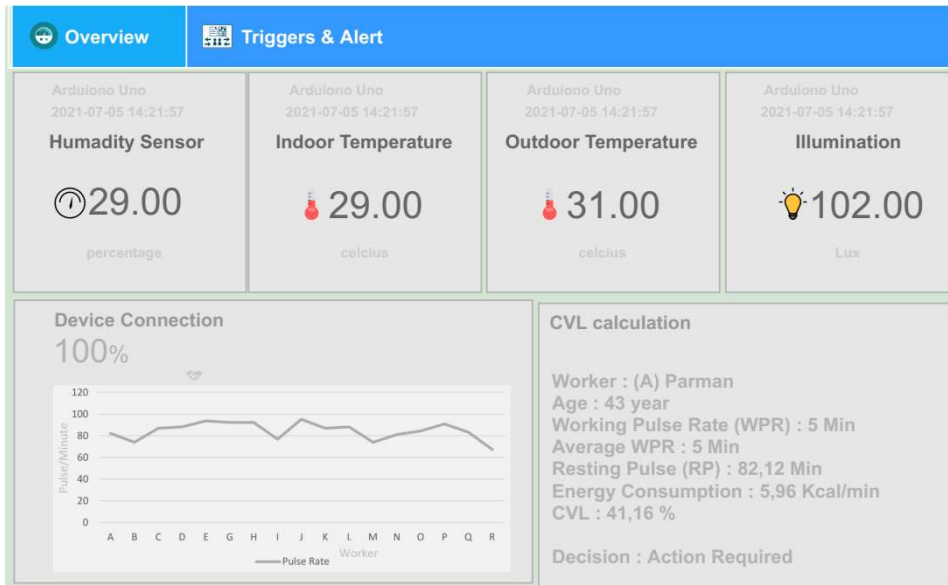 Overview
Triggers & Alert
Arduiono Uno
2021-07-05 14:21:57
Humadity Sensor
29.00
percentage
Arduiono Uno
2021-07-05 14:21:57
Indoor Temperature
29.00
celcius
Arduiono Uno
2021-07-05 14:21:57
Outdoor Temperature
31.00
celcius
Arduiono Uno
2021-07-05 14:21:57
Illumination
102.00
Lux
Device Connection
100%
120
100
80
60
40
20
0
Pulse/Minute
A B C D E G H I J K L M N O P Q R
Worker
Pulse Rate
CVL calculation
Worker : (A) Parman
Age : 43 year
Working Pulse Rate (WPR) : 5 Min
Average WPR : 5 Min
Resting Pulse (RP) : 82,12 Min
Energy Consumption : 5,96 Kcal/min
CVL : 41,16 %
Decision : Action Required